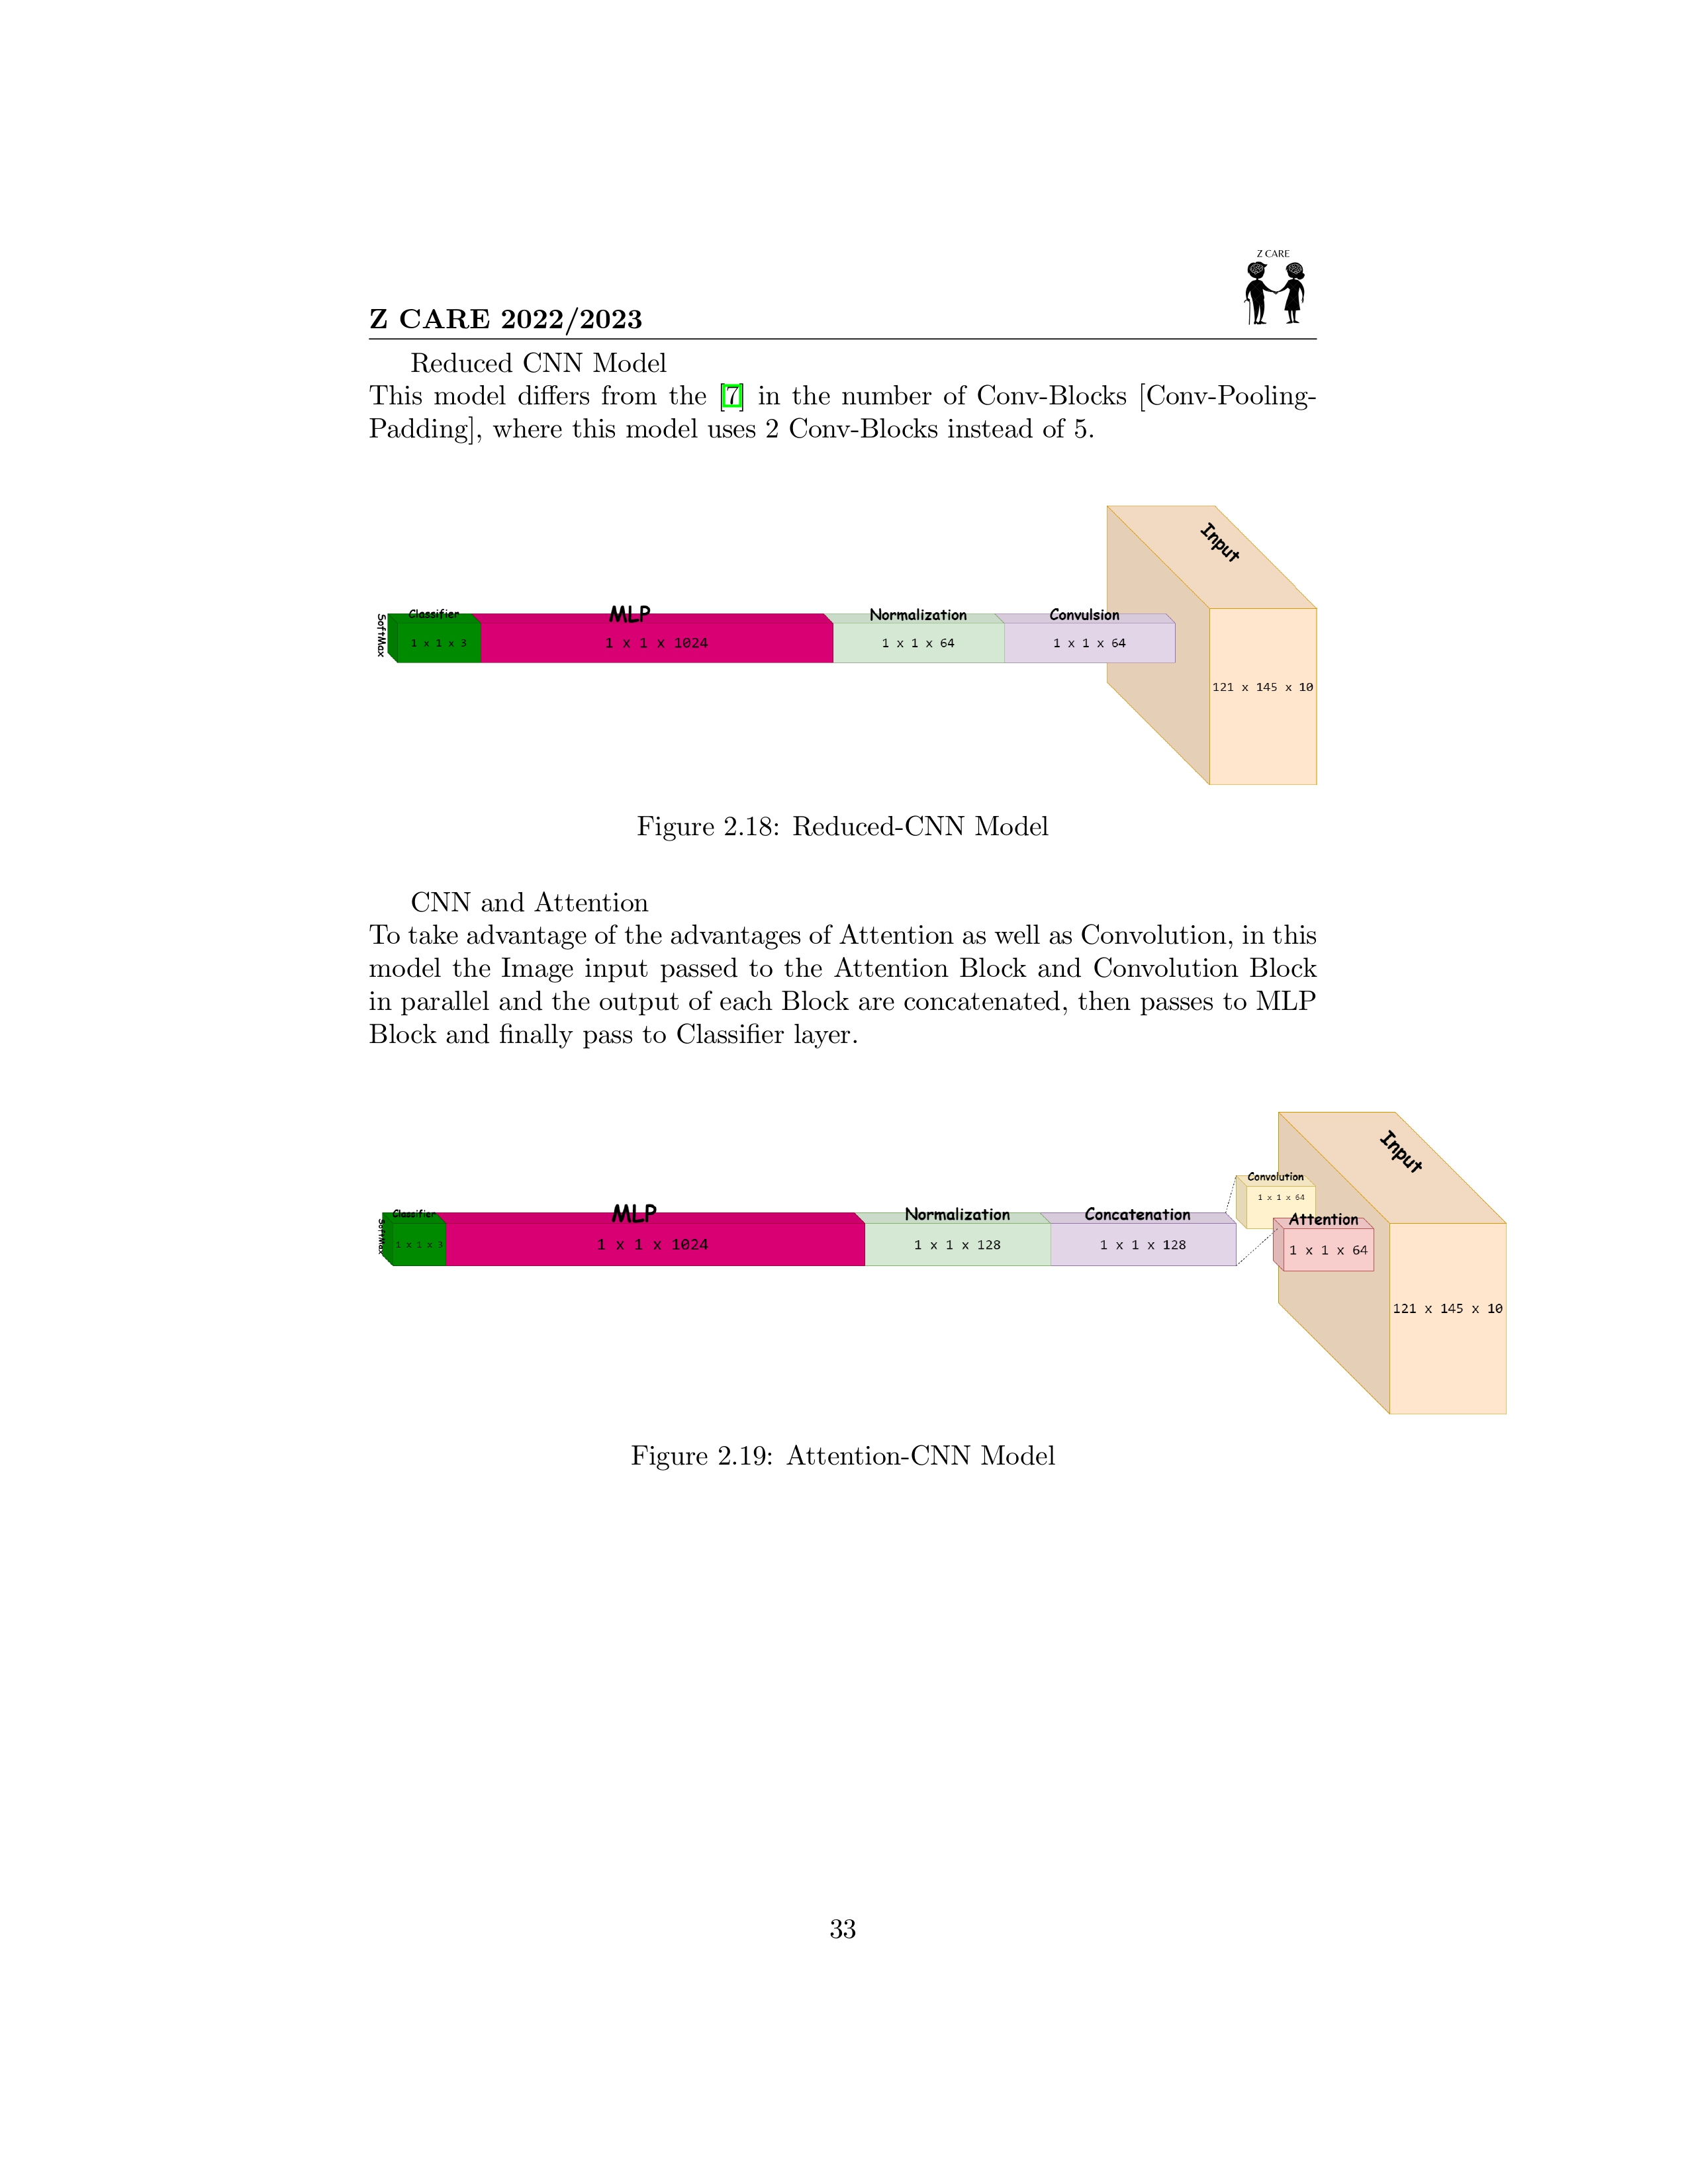 Z CARE
Z CARE 2022/2023
Reduced CNN Model
This model differs from the [7] in the number of Conv-Blocks [Conv-Pooling-
Padding], where this model uses 2 Conv-Blocks instead of 5.
Input
SoftMax
Classifier
MLP
Normalization
Convulsion
1 x 1 x 3
1 x 1 x 1024
1 x 1 x 64
1 x 1 x 64
121 x 145 x 10
Figure 2.18: Reduced-CNN Model
CNN and Attention
To take advantage of the advantages of Attention as well as Convolution, in this
model the Image input passed to the Attention Block and Convolution Block
in parallel and the output of each Block are concatenated, then passes to MLP
Block and finally pass to Classifier layer.
Input
Convolution
1 x 1 x 64
SoftMax
Classifier
MLP
Normalization
Concatenation
Attention
1 x 1 x 3
1 x 1 x 1024
1 x 1 x 128
1 x 1 x 128
1 x 1 x 64
121 x 145 x 10
Figure 2.19: Attention-CNN Model
33